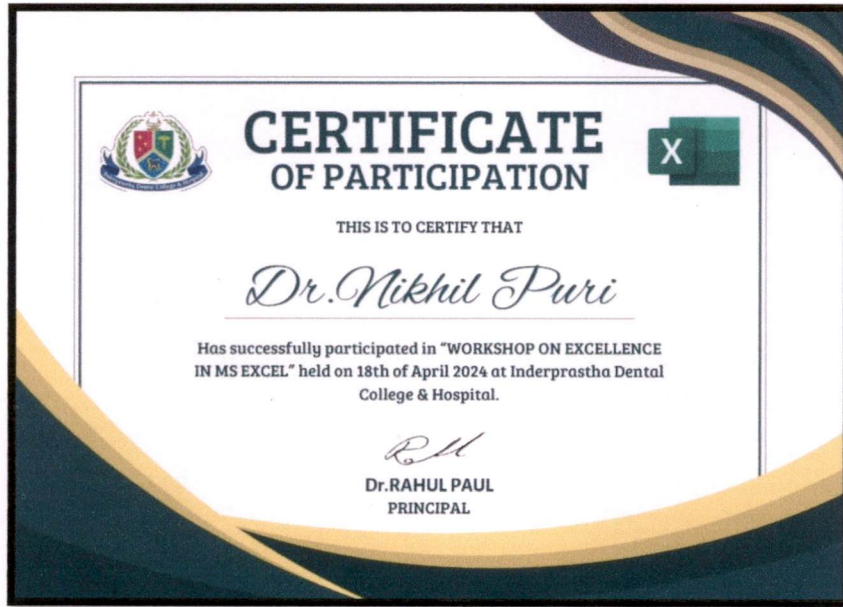 CERTIFICATE
OF PARTICIPATION
X
THIS IS TO CERTIFY THAT
Dr. Nikhil Puri
Has successfully participated in “WORKSHOP ON EXCELLENCE
IN MS EXCEL” held on 18th of April 2024 at Inderprastha Dental
College & Hospital.
Dr.RAHUL PAUL
PRINCIPAL